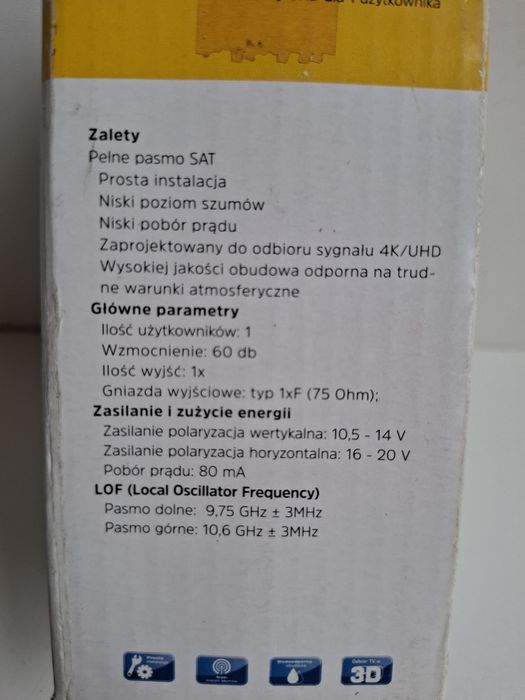 użytkownika
Zalety
Pełne pasmo SAT
Prosta instalacja
Niski poziom szumów
Niski pobór prądu
Zaprojektowany do odbioru sygnału 4K/UHD
Wysokiej jakości obudowa odporna na trud-
ne warunki atmosferyczne
Główne parametry
Ilość użytkowników: 1
Wzmocnienie: 60 db
Ilość wyjść: 1x
Gniazda wyjściowe: typ 1xF (75 Ohm);
Zasilanie i zużycie energii
Zasilanie polaryzacja wertykalna: 10,5 - 14 V
Zasilanie polaryzacja horyzontalna: 16 - 20 V
Pobór prądu: 80 mA
LOF (Local Oscillator Frequency)
Pasmo dolne: 9,75 GHz ± 3MHz
Pasmo górne: 10,6 GHz ± 3MHz
Odbiór TV w
3D